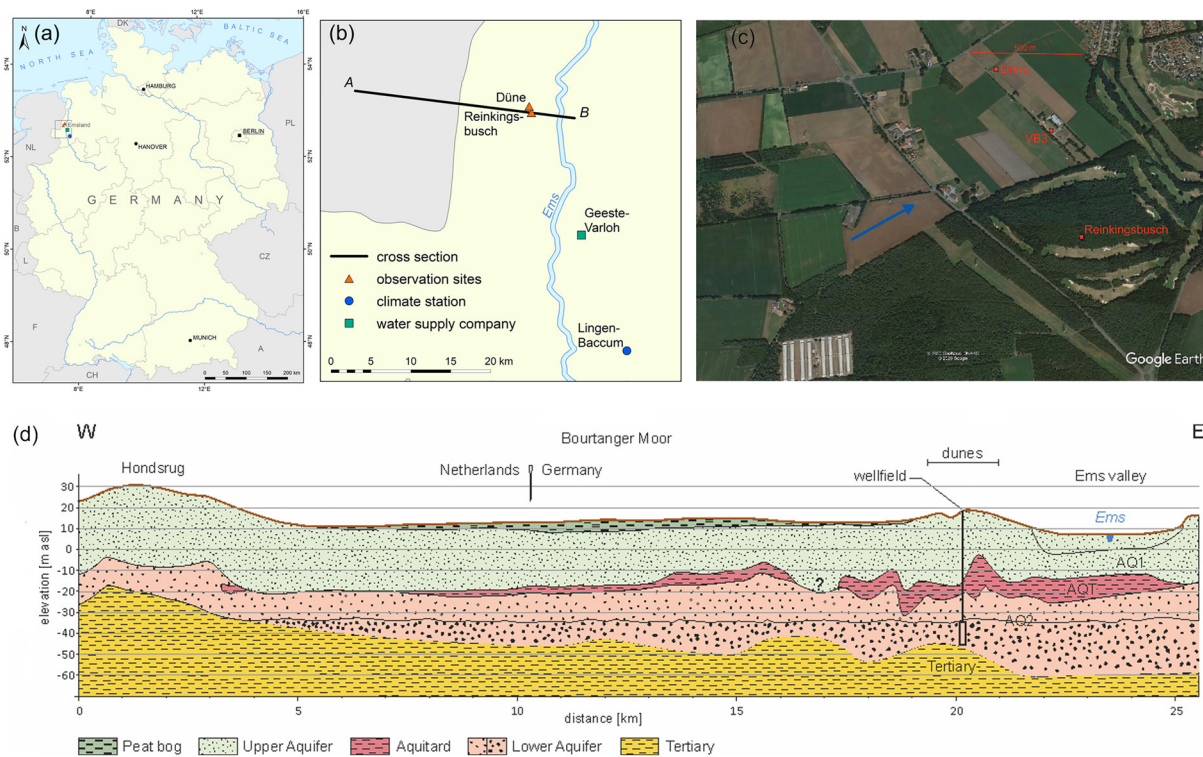 (a)
N
DK
NORTH SEA
BALTIC SEA
8°E
12°E
16°E
54°N
52°N
50°N
48°N
HAMBURG
Emsland
BERLIN
PL
NL
HANOVER
GERMANY
B
L
CZ
F
MUNICH
A
CH
0 50 100 150 200 km
8°E
12°E
(b)
A
Düne
Reinkings-
busch
B
Ems
Geeste-
Varloh
cross section
observation sites
climate station
water supply company
Lingen-
Baccum
0 5 10 15 20 km
(c)
500 m
Düne
VB3
Reinkingsbusch
© 2020 Google
Google Earth
(d)
W
E
Bourtanger Moor
Hondsrug
Netherlands
Germany
dunes
wellfield
Ems valley
Ems
elevation [m asl]
30
20
10
0
-10
-20
-30
-40
-50
-60
?
AQ1
AQT
AQ2
Tertiary
0 5 10 15 20 25
distance [km]
Peat bog
Upper Aquifer
Aquitard
Lower Aquifer
Tertiary